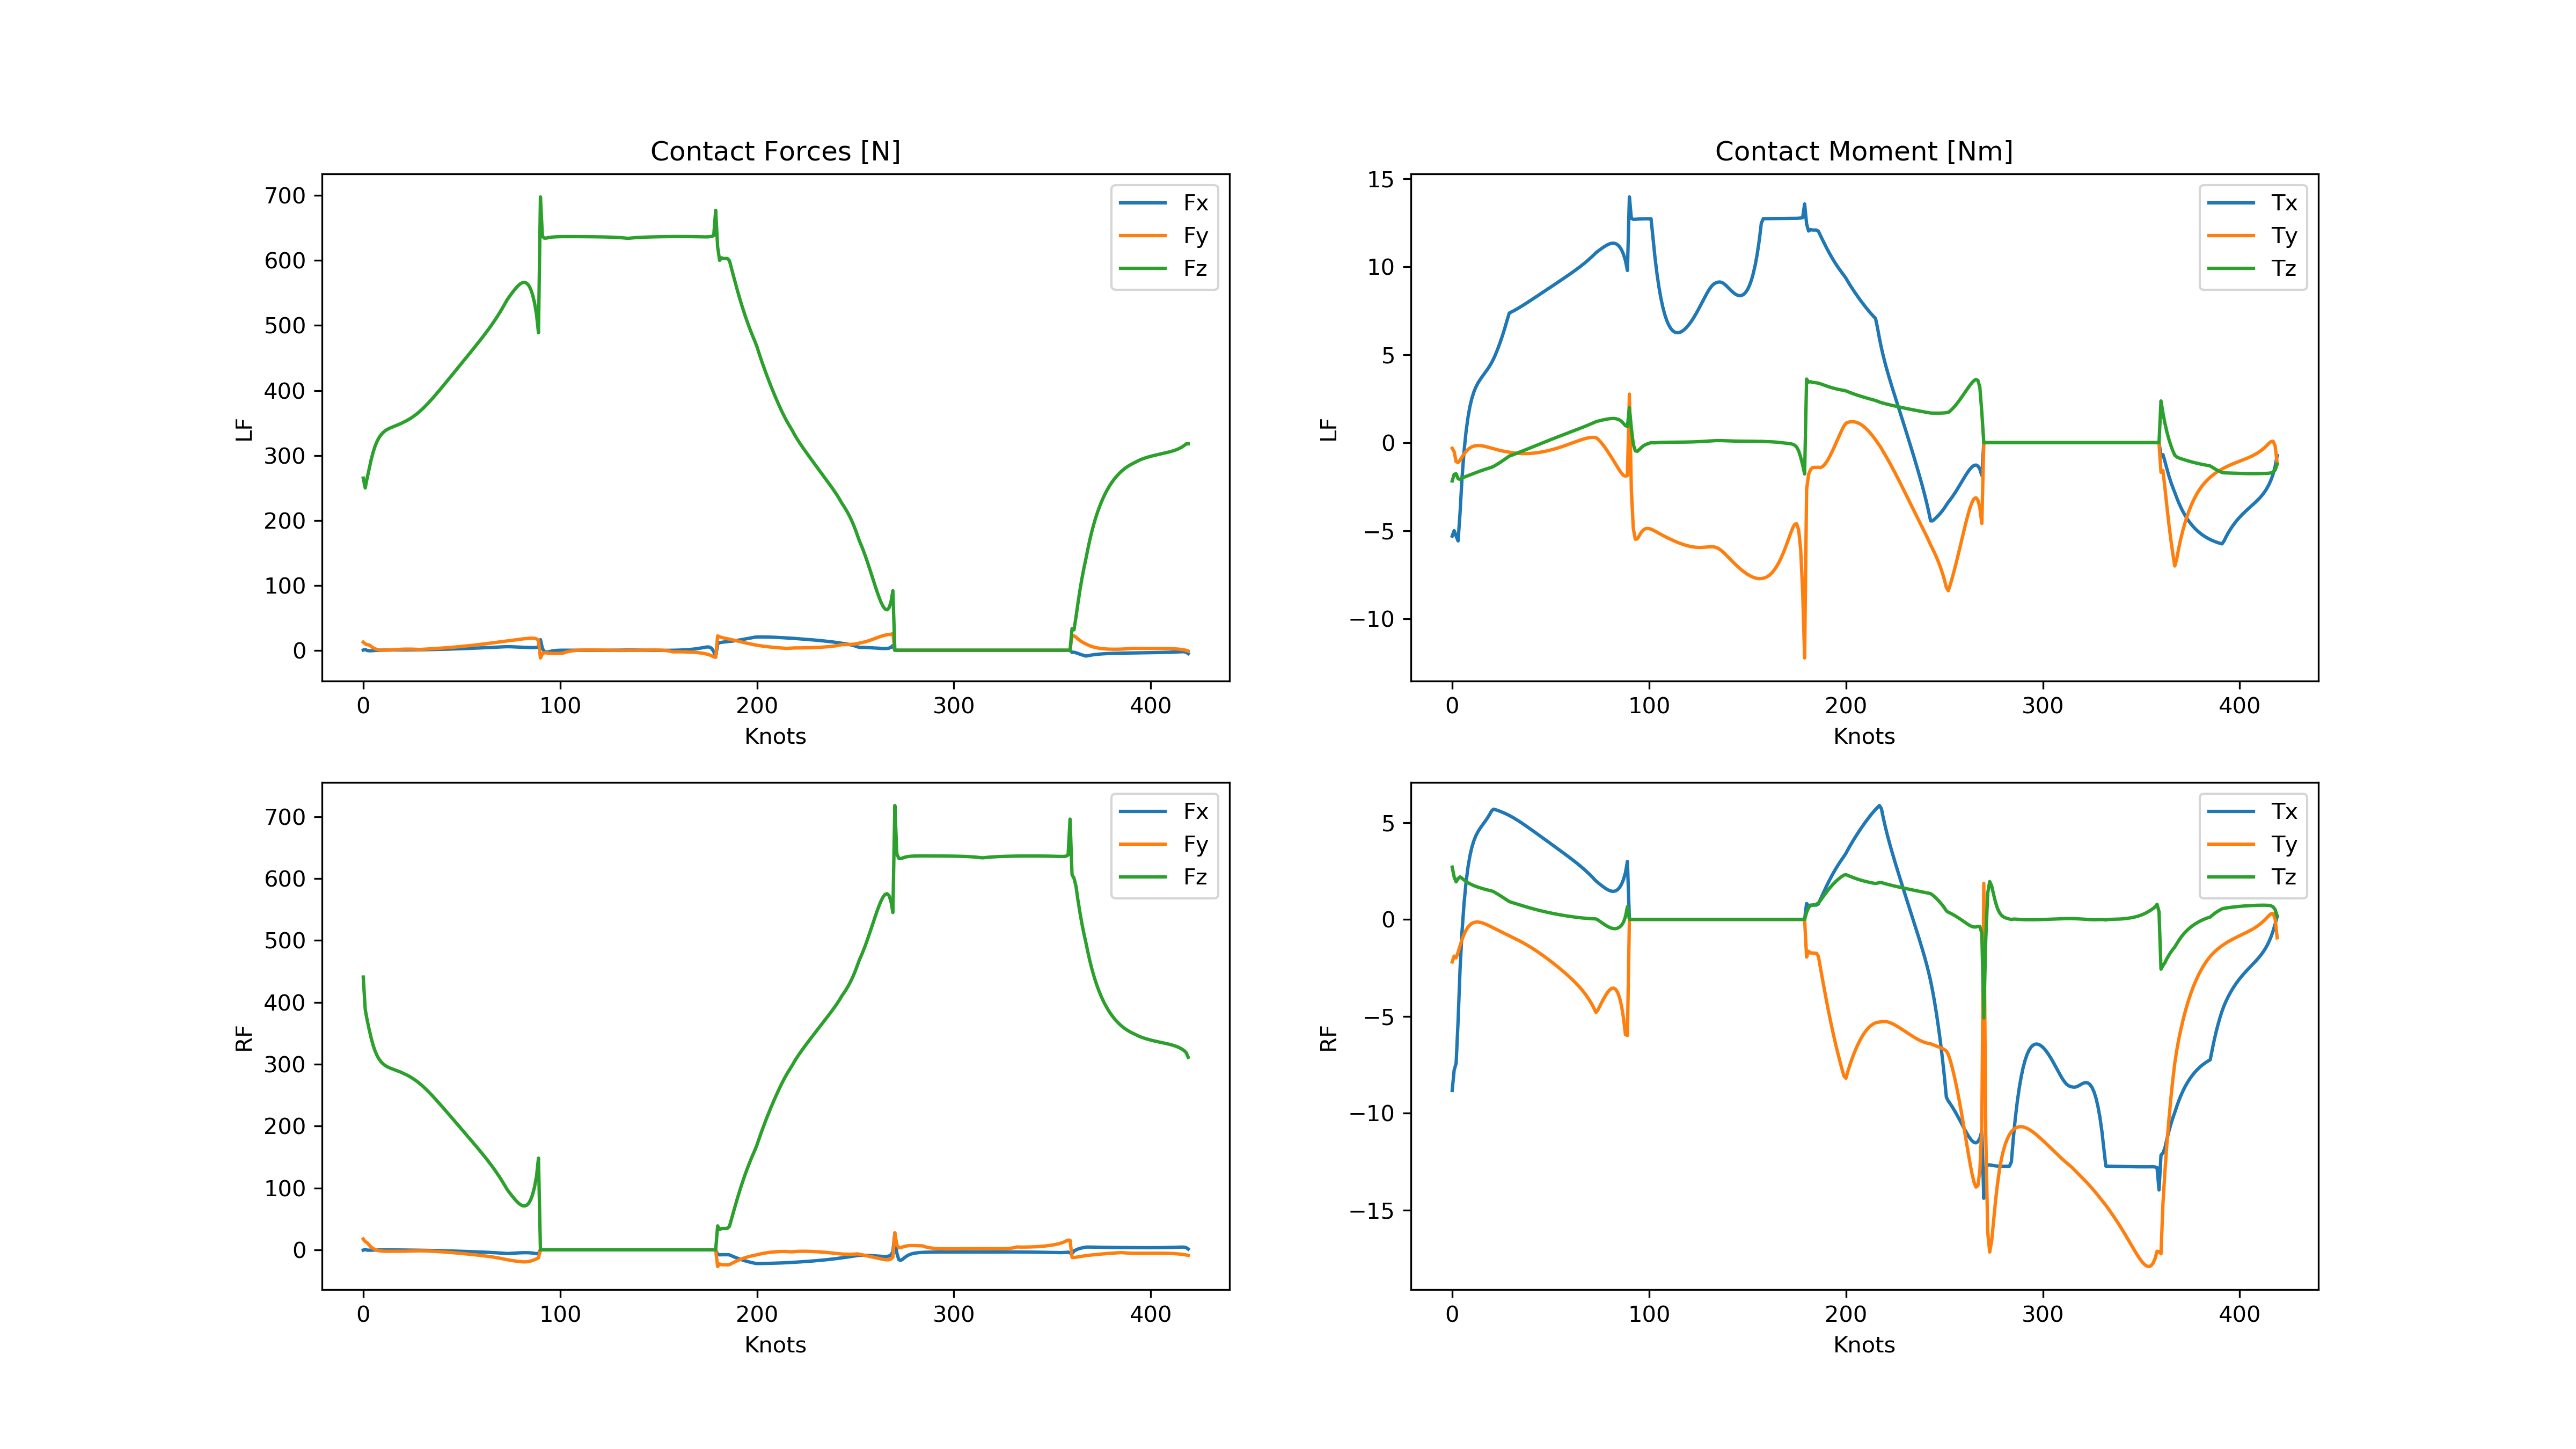 Contact Forces [N]
700
600
500
400
300
200
100
0
LF
0 100 200 300 400
Knots
Fx
Fy
Fz
Contact Moment [Nm]
15
10
5
0
−5
−10
LF
0 100 200 300 400
Knots
Tx
Ty
Tz
700
600
500
400
300
200
100
0
RF
0 100 200 300 400
Knots
Fx
Fy
Fz
5
0
−5
−10
−15
RF
0 100 200 300 400
Knots
Tx
Ty
Tz